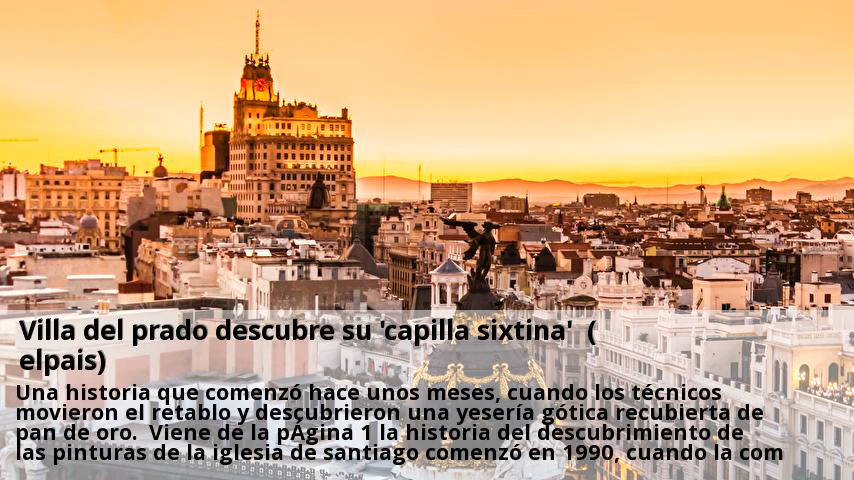 Villa del prado descubre su 'capilla sixtina'  (
elpais)
Una historia que comenzó hace unos meses, cuando los técnicos
movieron el retablo y descubrieron una yesería gótica recubierta de
pan de oro.  Viene de la pÁgina 1 la historia del descubrimiento de
las pinturas de la iglesia de santiago comenzó en 1990, cuando la com